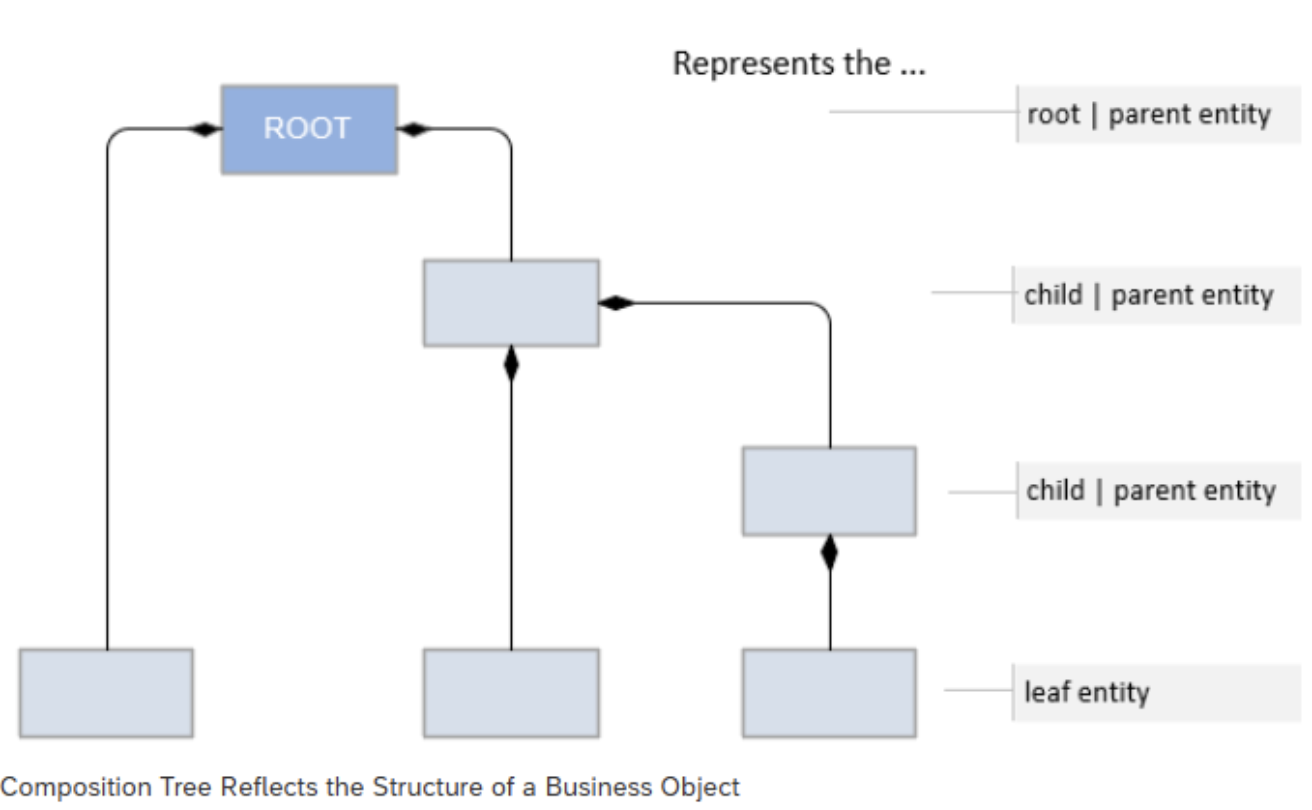 Represents the ...
ROOT
root | parent entity
child | parent entity
child | parent entity
leaf entity
Composition Tree Reflects the Structure of a Business Object